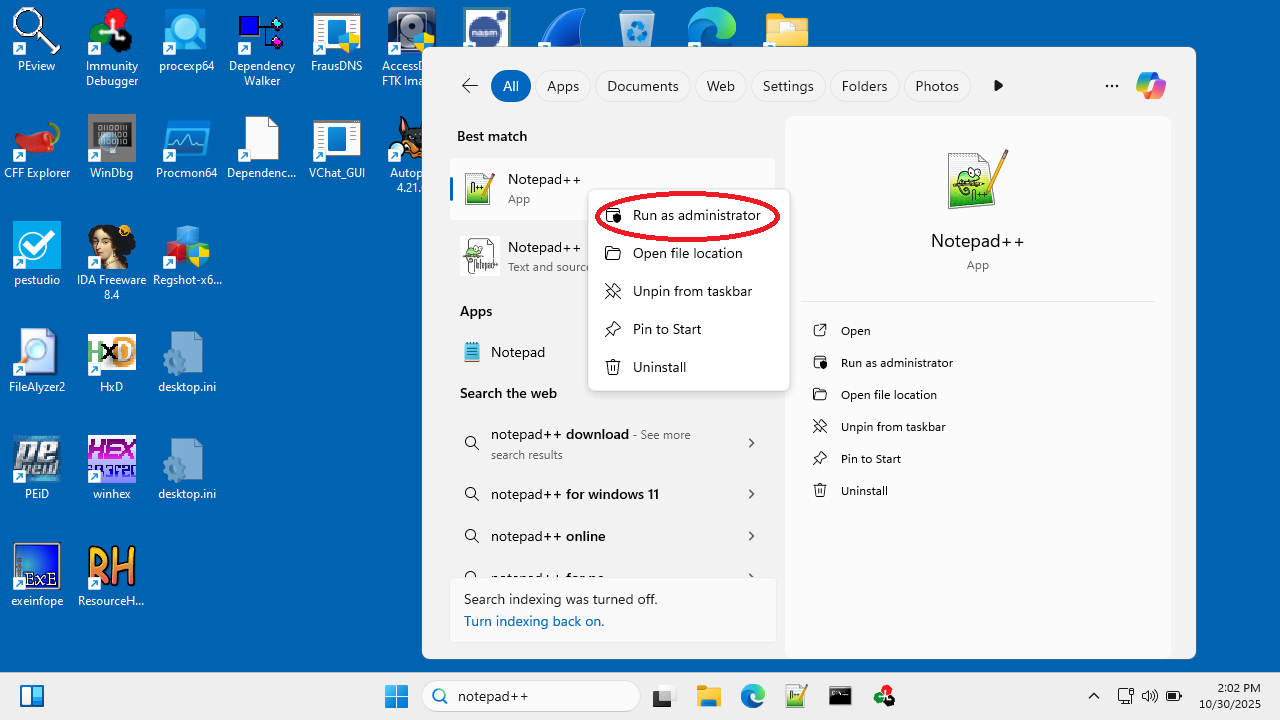 PEview
Immunity
Debugger
procexp64
Dependency
Walker
FrausDNS
AccessD
FTK Ima
nasm
CFF Explorer
WinDbg
Procmon64
Dependenc...
VChat_GUI
Autop
4.21.
pestudio
IDA Freeware
8.4
Regshot-x6...
FileAlyzer2
HxD
desktop.ini
PEiD
winhex
desktop.ini
exeinfope
ResourceH...
All
Apps
Documents
Web
Settings
Folders
Photos
Best match
Notepad++
App
Notepad++
Text and source
Apps
Notepad
Search the web
notepad++ download - See more
search results
notepad++ for windows 11
notepad++ online
Search indexing was turned off.
Turn indexing back on.
Run as administrator
Open file location
Unpin from taskbar
Pin to Start
Uninstall
Notepad++
App
Open
Run as administrator
Open file location
Unpin from taskbar
Pin to Start
Uninstall
notepad++
2:02 PM
10/30/2025